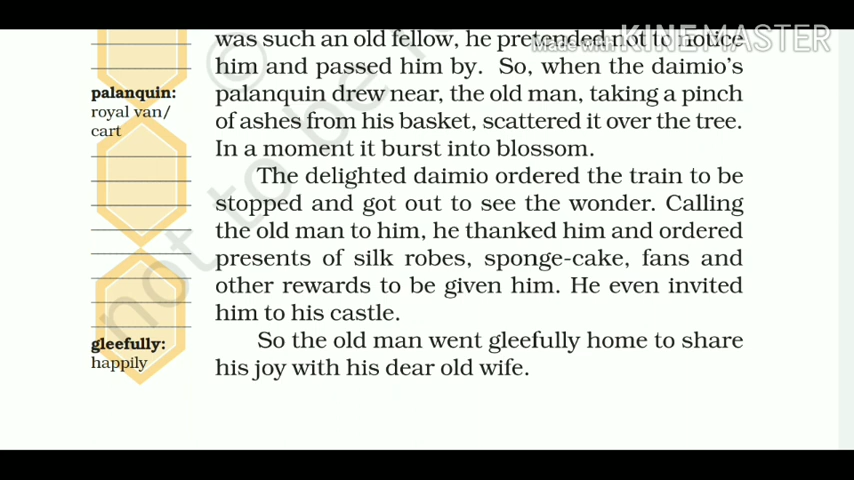 was such an old fellow, he pretended not to notice
Made with KINEMASTER
him and passed him by. So, when the daimio's
palanquin drew near, the old man, taking a pinch
of ashes from his basket, scattered it over the tree.
In a moment it burst into blossom.
The delighted daimio ordered the train to be
stopped and got out to see the wonder. Calling
the old man to him, he thanked him and ordered
presents of silk robes, sponge-cake, fans and
other rewards to be given him. He even invited
him to his castle.
So the old man went gleefully home to share
his joy with his dear old wife.
palanquin:
royal van/
cart
gleefully:
happily
©
not to be r